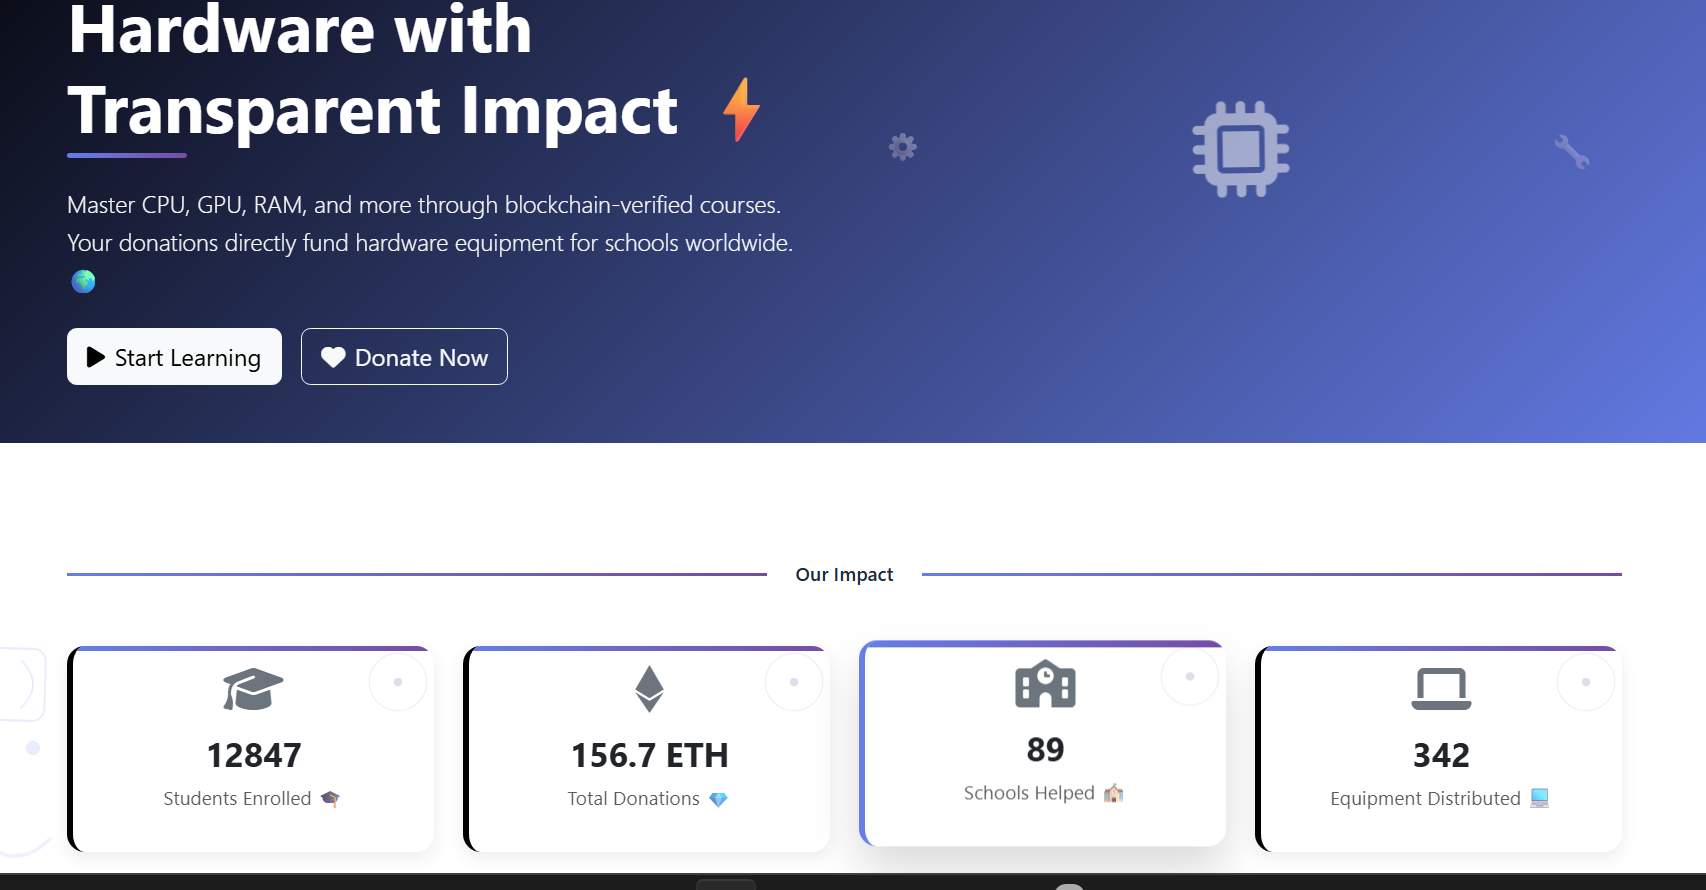 Hardware with
Transparent Impact
Master CPU, GPU, RAM, and more through blockchain-verified courses.
Your donations directly fund hardware equipment for schools worldwide.
Start Learning
Donate Now
Our Impact
12847
Students Enrolled
156.7 ETH
Total Donations
89
Schools Helped
342
Equipment Distributed